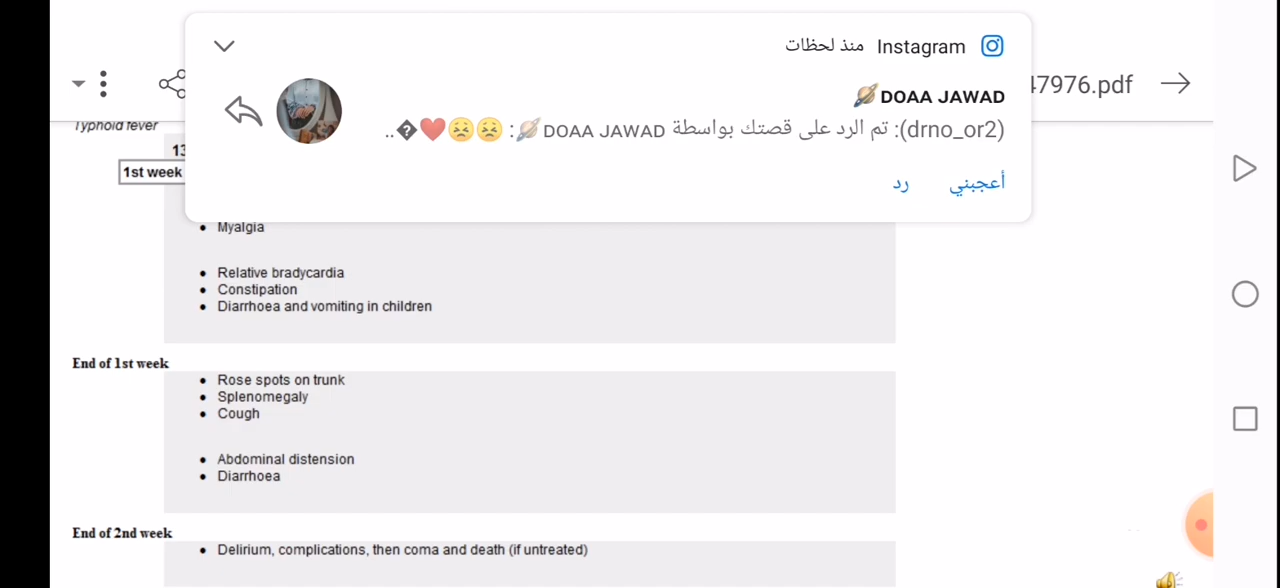 Instagram منذ لحظات
47976.pdf
DOAA JAWAD🪐
(drno_or2): تم الرد على قصتك بواسطة DOAA JAWAD🪐: 😣😣❤️�..
أعجبني رد
Typhoid fever
13
1st week
• Myalgia
• Relative bradycardia
• Constipation
• Diarrhoea and vomiting in children
End of 1st week
• Rose spots on trunk
• Splenomegaly
• Cough
• Abdominal distension
• Diarrhoea
End of 2nd week
• Delirium, complications, then coma and death (if untreated)